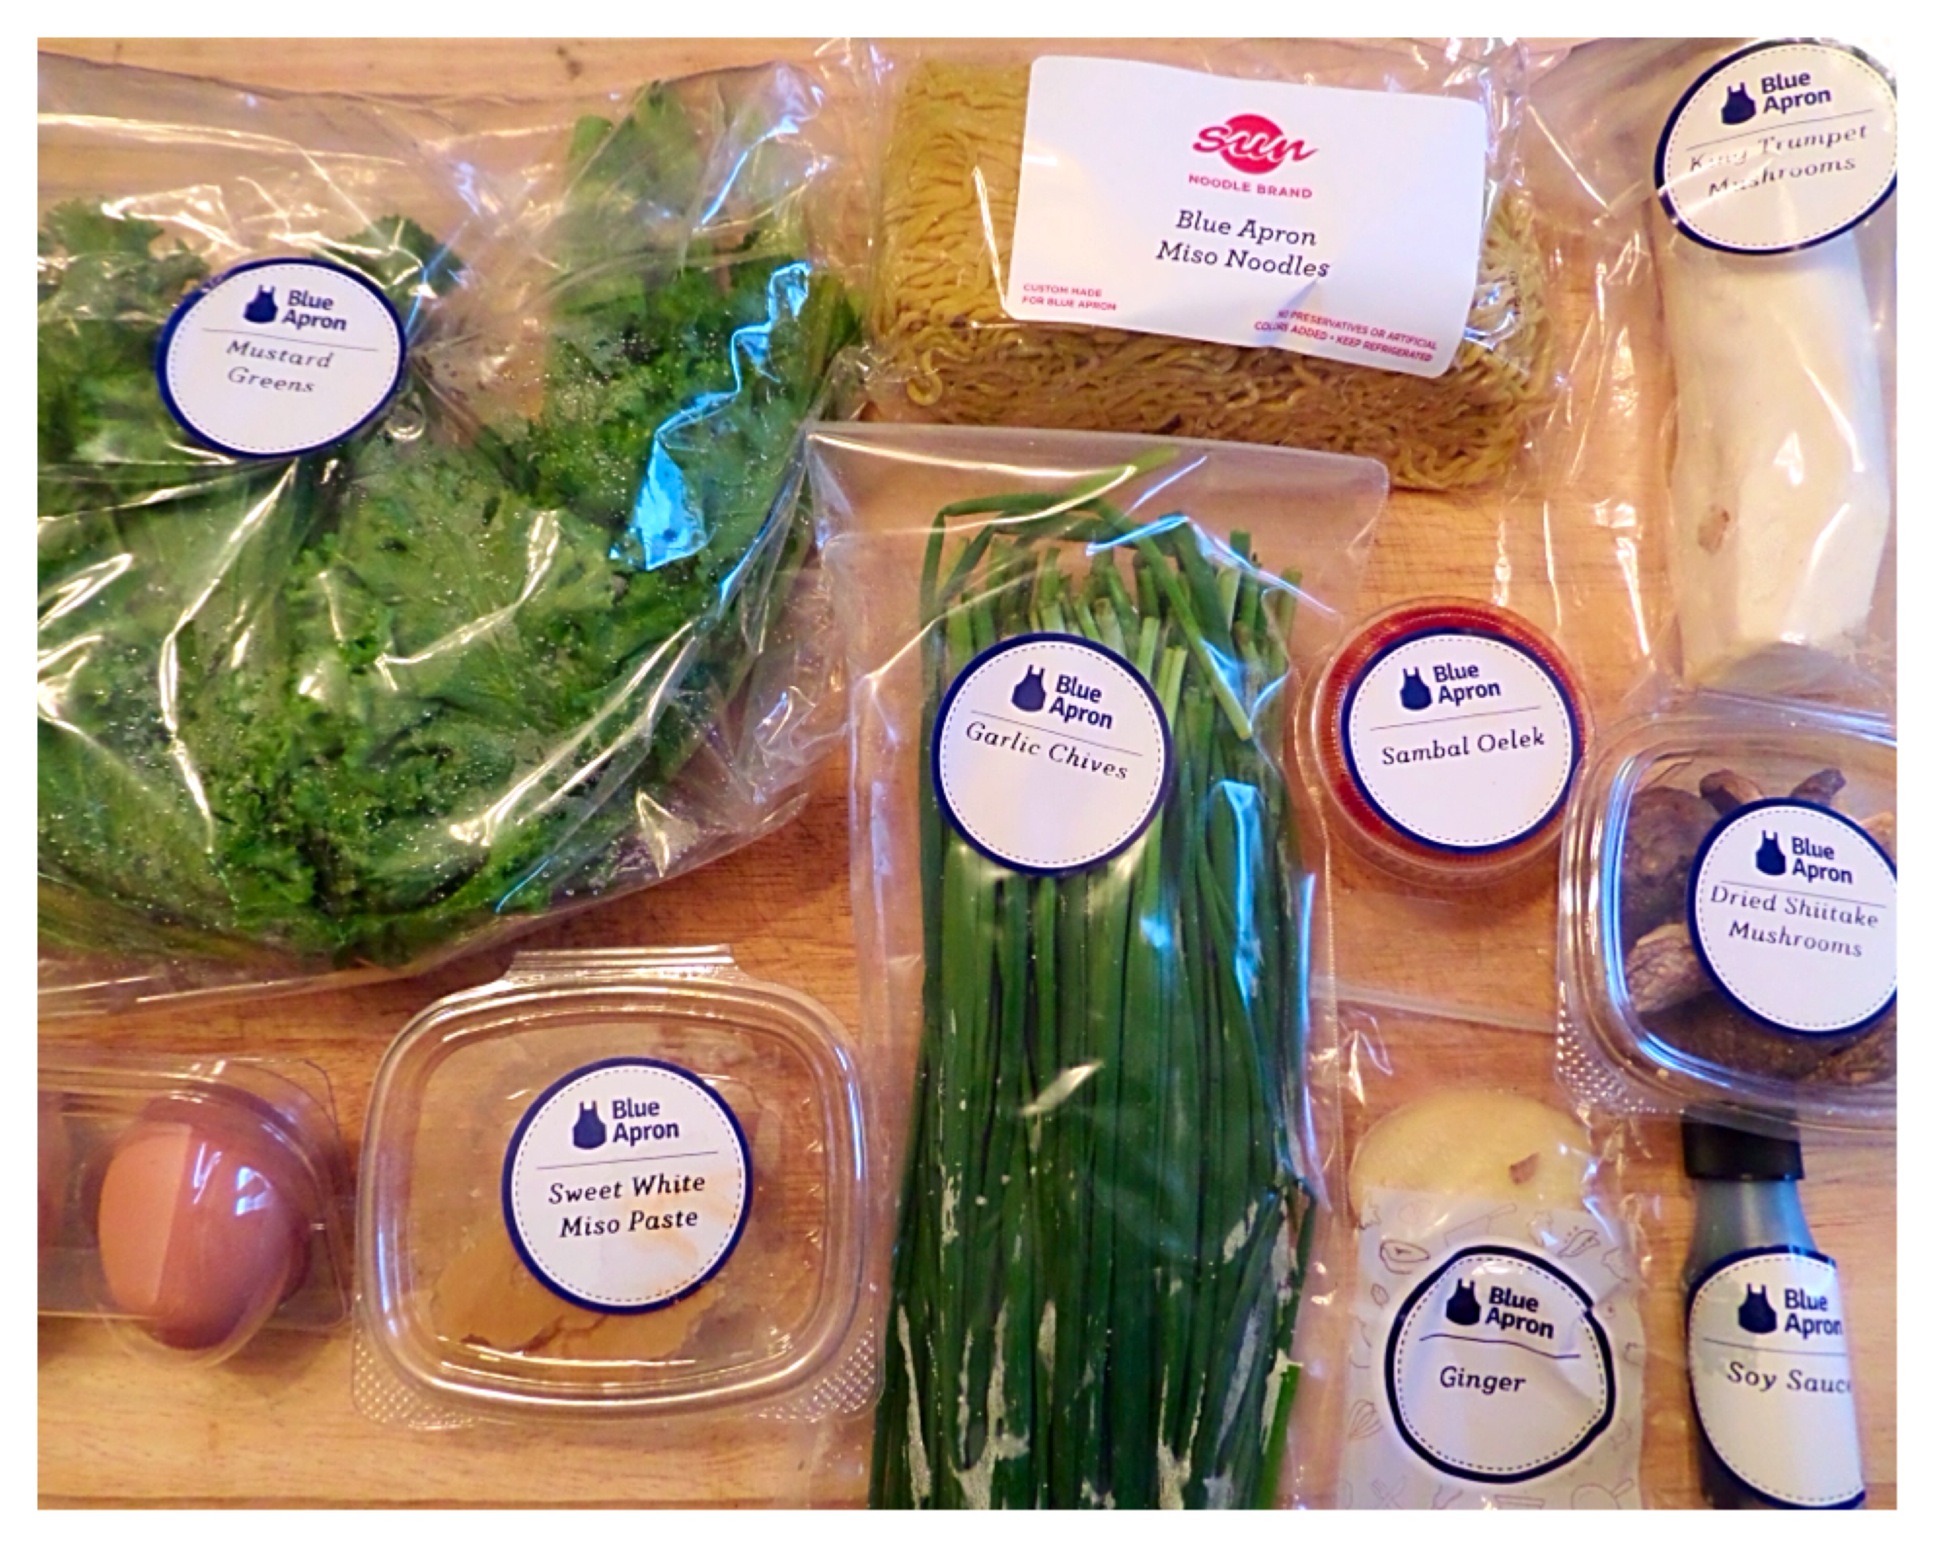 Blue
Apron
Mustard
Greens
sun
NOODLE BRAND
Blue Apron
Miso Noodles
CUSTOM MADE
FOR BLUE APRON
NO PRESERVATIVES OR ARTIFICIAL
COLORS ADDED • KEEP REFRIGERATED
Blue
Apron
King Trumpet
Mushrooms
Blue
Apron
Garlic Chives
Blue
Apron
Sambal Oelek
Blue
Apron
Dried Shiitake
Mushrooms
Blue
Apron
Sweet White
Miso Paste
Blue
Apron
Ginger
Blue
Apron
Soy Sauce